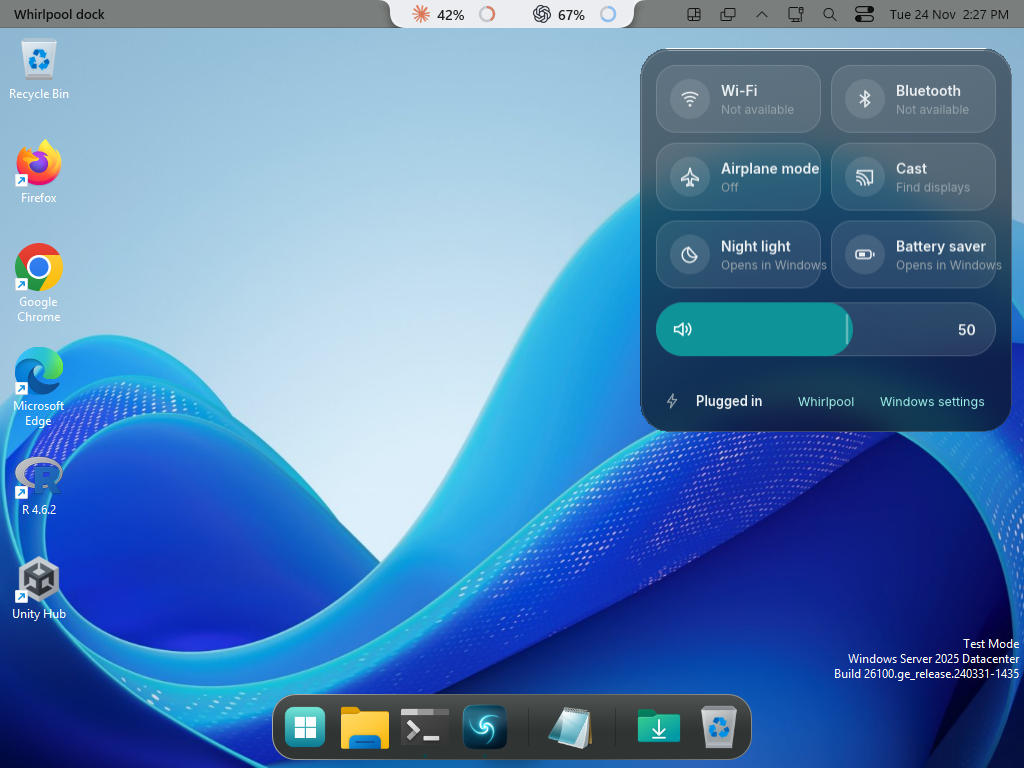 Whirlpool dock
42%
67%
Tue 24 Nov 2:27 PM
Recycle Bin
Firefox
Google
Chrome
Microsoft
Edge
R 4.6.2
Unity Hub
Wi-Fi
Not available
Bluetooth
Not available
Airplane mode
Off
Cast
Find displays
Night light
Opens in Windows
Battery saver
Opens in Windows
50
Plugged in
Whirlpool
Windows settings
Test Mode
Windows Server 2025 Datacenter
Build 26100.ge_release.240331-1435